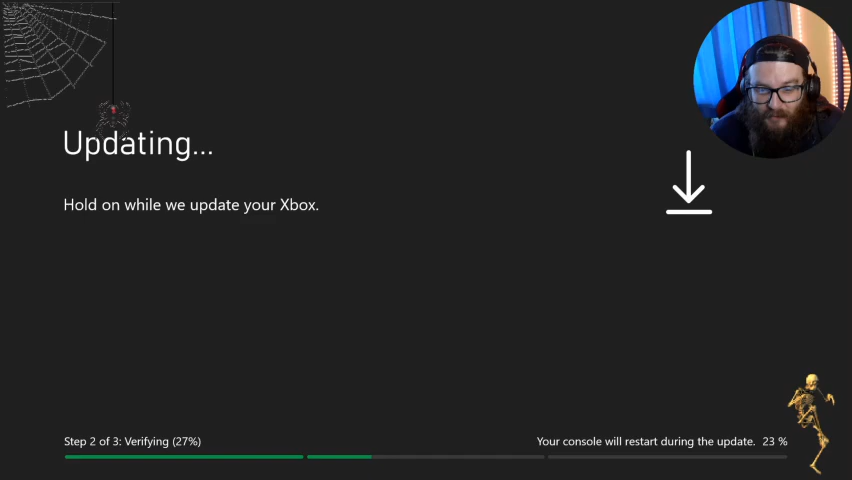 Updating...
Hold on while we update your Xbox.
Step 2 of 3: Verifying (27%)
Your console will restart during the update. 23 %